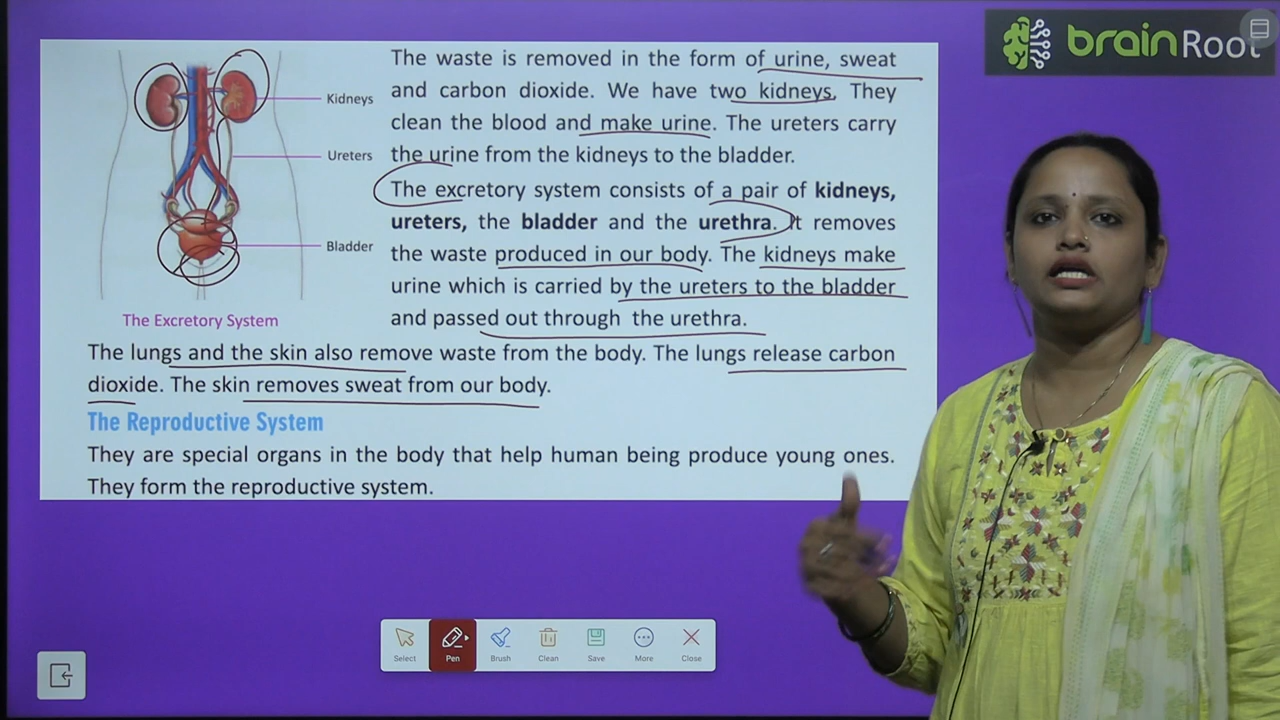 brainRoot
The waste is removed in the form of urine, sweat
and carbon dioxide. We have two kidneys. They
clean the blood and make urine. The ureters carry
the urine from the kidneys to the bladder.
The excretory system consists of a pair of kidneys,
ureters, the bladder and the urethra. It removes
the waste produced in our body. The kidneys make
urine which is carried by the ureters to the bladder
and passed out through the urethra.
Kidneys
Ureters
Bladder
The Excretory System
The lungs and the skin also remove waste from the body. The lungs release carbon
dioxide. The skin removes sweat from our body.
The Reproductive System
They are special organs in the body that help human being produce young ones.
They form the reproductive system.
Select Pen Brush Clean Save More Close